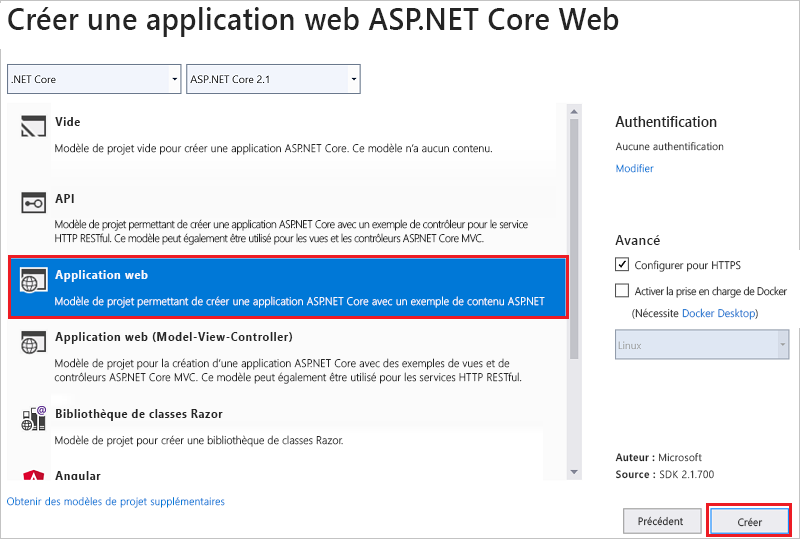 Créer une application web ASP.NET Core Web
.NET Core
ASP.NET Core 2.1
Vide
Modèle de projet vide pour créer une application ASP.NET Core. Ce modèle n'a aucun contenu.
API
Modèle de projet permettant de créer une application ASP.NET Core avec un exemple de contrôleur pour le service
HTTP RESTful. Ce modèle peut également être utilisé pour les vues et les contrôleurs ASP.NET Core MVC.
Application web
Modèle de projet permettant de créer une application ASP.NET Core avec un exemple de contenu ASP.NET
Application web (Model-View-Controller)
Modèle de projet pour la création d'une application ASP.NET Core avec des exemples de vues et de
contrôleurs ASP.NET Core MVC. Ce modèle peut également être utilisé pour les services HTTP RESTful.
Bibliothèque de classes Razor
Modèle de projet pour créer une bibliothèque de classes Razor.
Angular
Obtenir des modèles de projet supplémentaires
Authentification
Aucune authentification
Modifier
Avancé
Configurer pour HTTPS
Activer la prise en charge de Docker
(Nécessite Docker Desktop)
Linux
Auteur : Microsoft
Source : SDK 2.1.700
Précédent
Créer